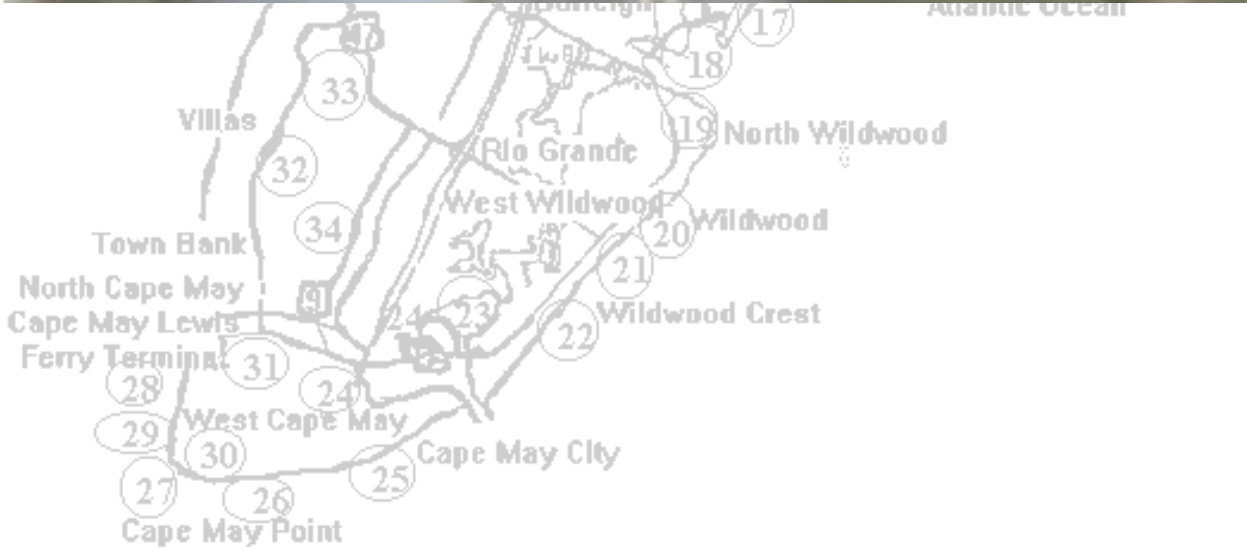 Atlantic Ocean
17
18
33
Villas
19
North Wildwood
Rio Grande
32
West Wildwood
34
Wildwood
20
Town Bank
21
North Cape May
9
23
24
Wildwood Crest
22
Cape May Lewis
Ferry Terminal
31
28
24
West Cape May
29
30
Cape May City
25
27
26
Cape May Point